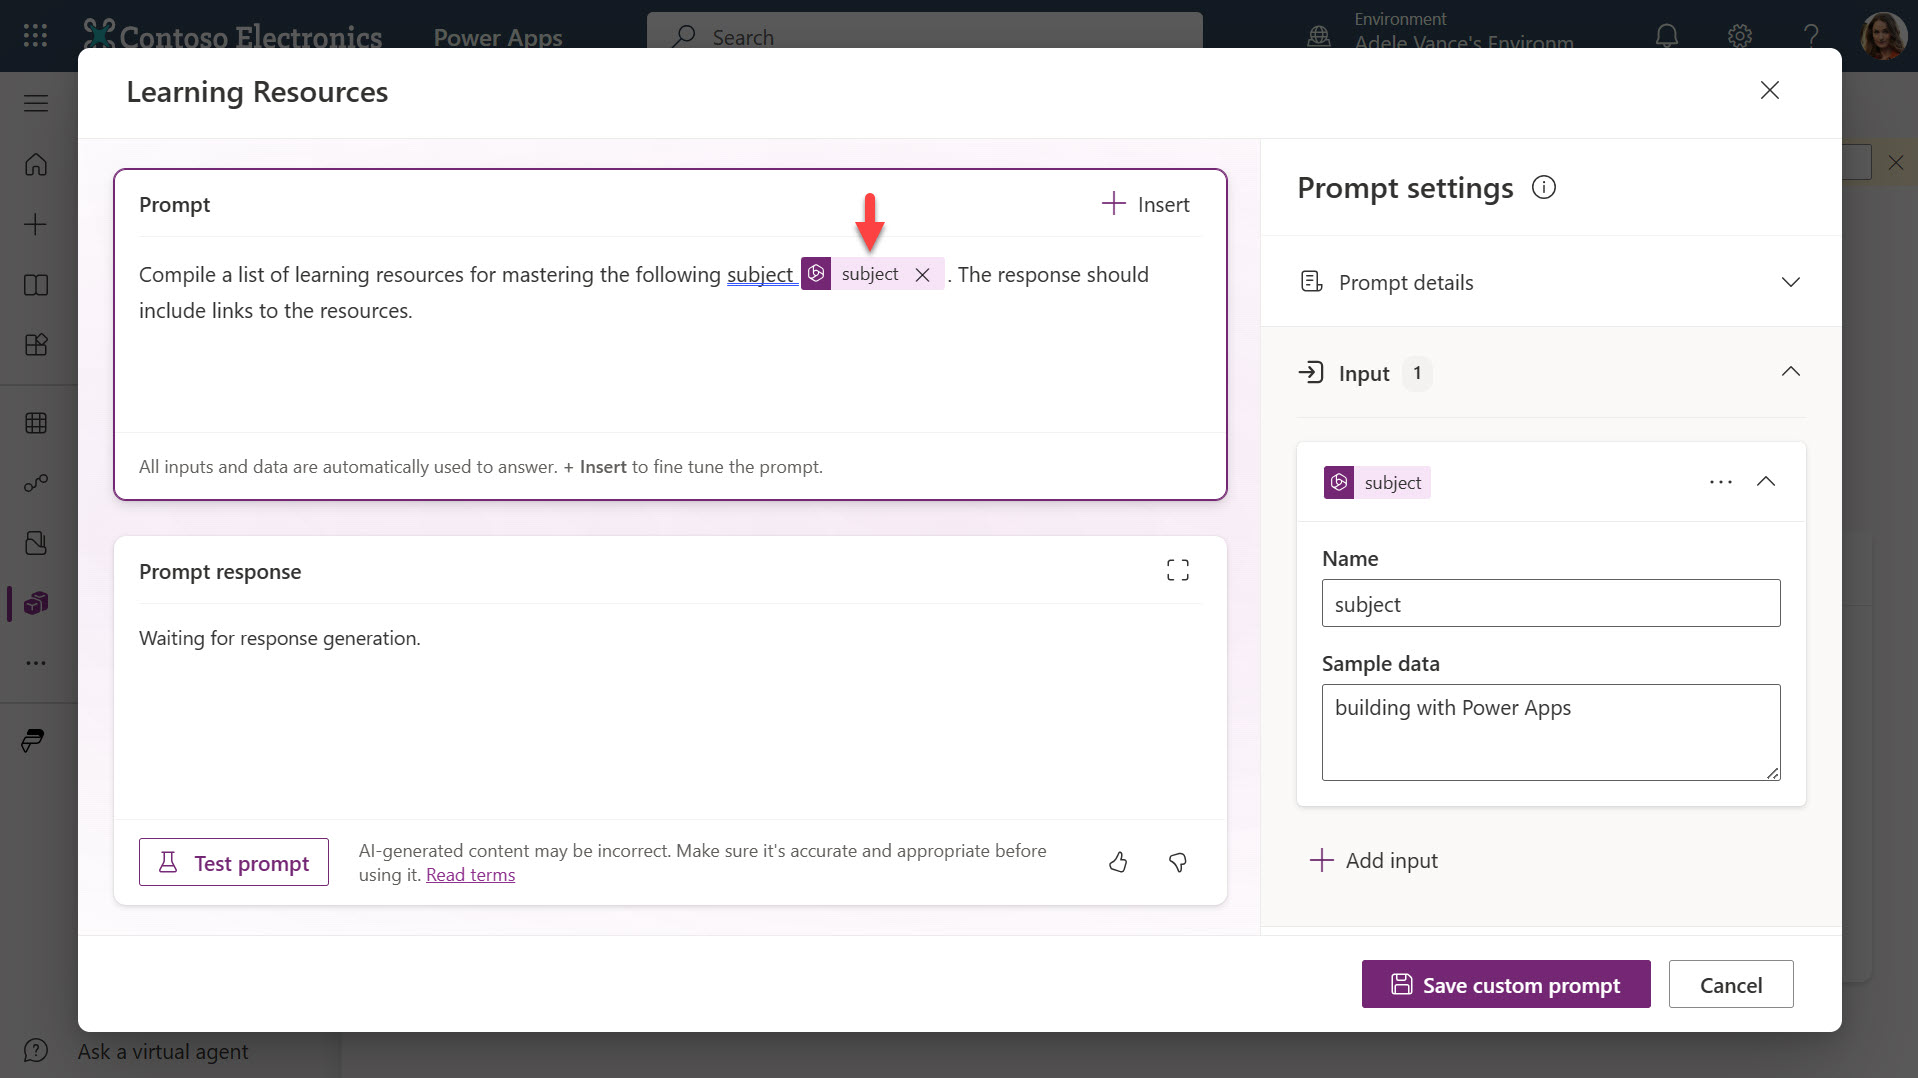 Contoso Electronics
Power Apps
Search
Environment
Adele Vance's Environm
Learning Resources
Prompt
Insert
Compile a list of learning resources for mastering the following subject subject . The response should
include links to the resources.
All inputs and data are automatically used to answer. + Insert to fine tune the prompt.
Prompt response
Waiting for response generation.
Test prompt
AI-generated content may be incorrect. Make sure it's accurate and appropriate before
using it. Read terms
Prompt settings
Prompt details
Input 1
subject
Name
subject
Sample data
building with Power Apps
Add input
Save custom prompt
Cancel
Ask a virtual agent